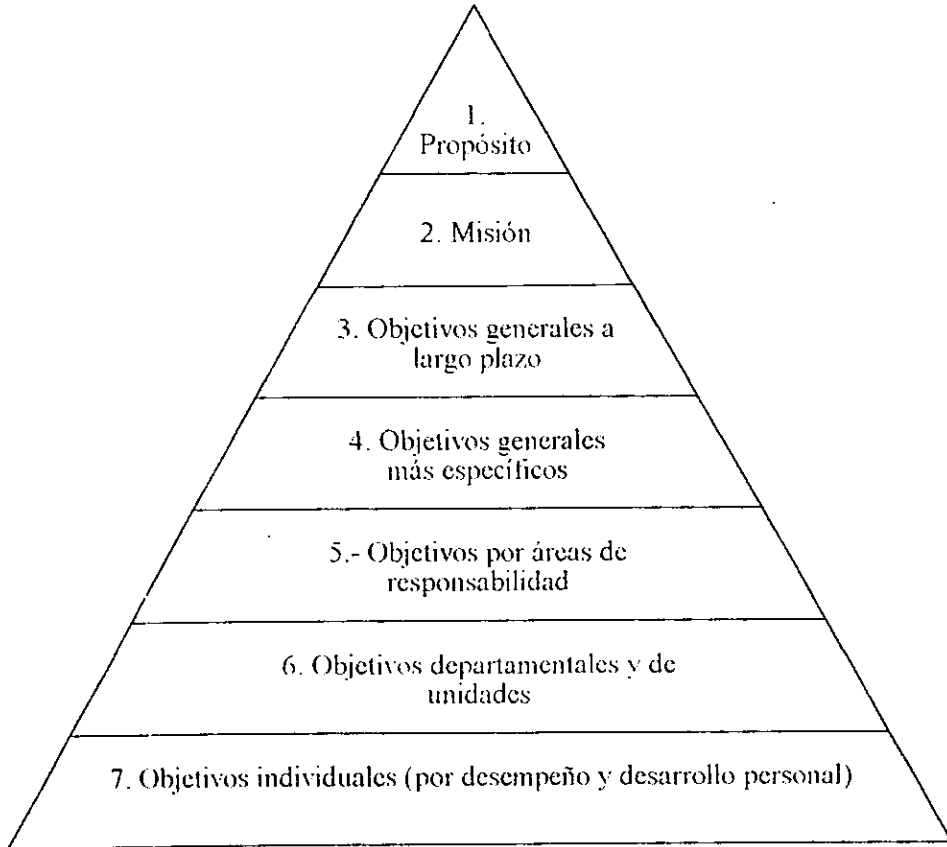 1.
Propósito
2. Misión
3. Objetivos generales a
largo plazo
4. Objetivos generales
más específicos
5.- Objetivos por áreas de
responsabilidad
6. Objetivos departamentales y de
unidades
7. Objetivos individuales (por desempeño y desarrollo personal)